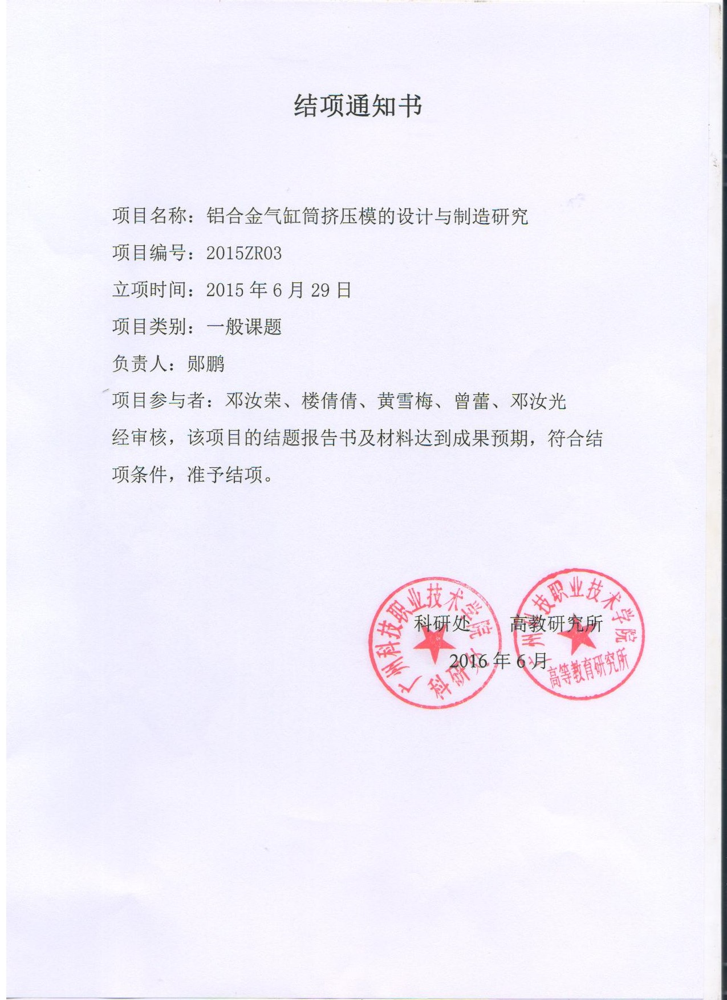 结项通知书
项目名称：铝合金气缸筒挤压模的设计与制造研究
项目编号：2015ZR03
立项时间：2015 年 6 月 29 日
项目类别：一般课题
负责人：郧鹏
项目参与者：邓汝荣、楼倩倩、黄雪梅、曾蕾、邓汝光
经审核，该项目的结题报告书及材料达到成果预期，符合结
项条件，准予结项。
科研处 高教研究所
2016 年 6 月
广州科技职业技术学院
科研处
广州科技职业技术学院
高等教育研究所